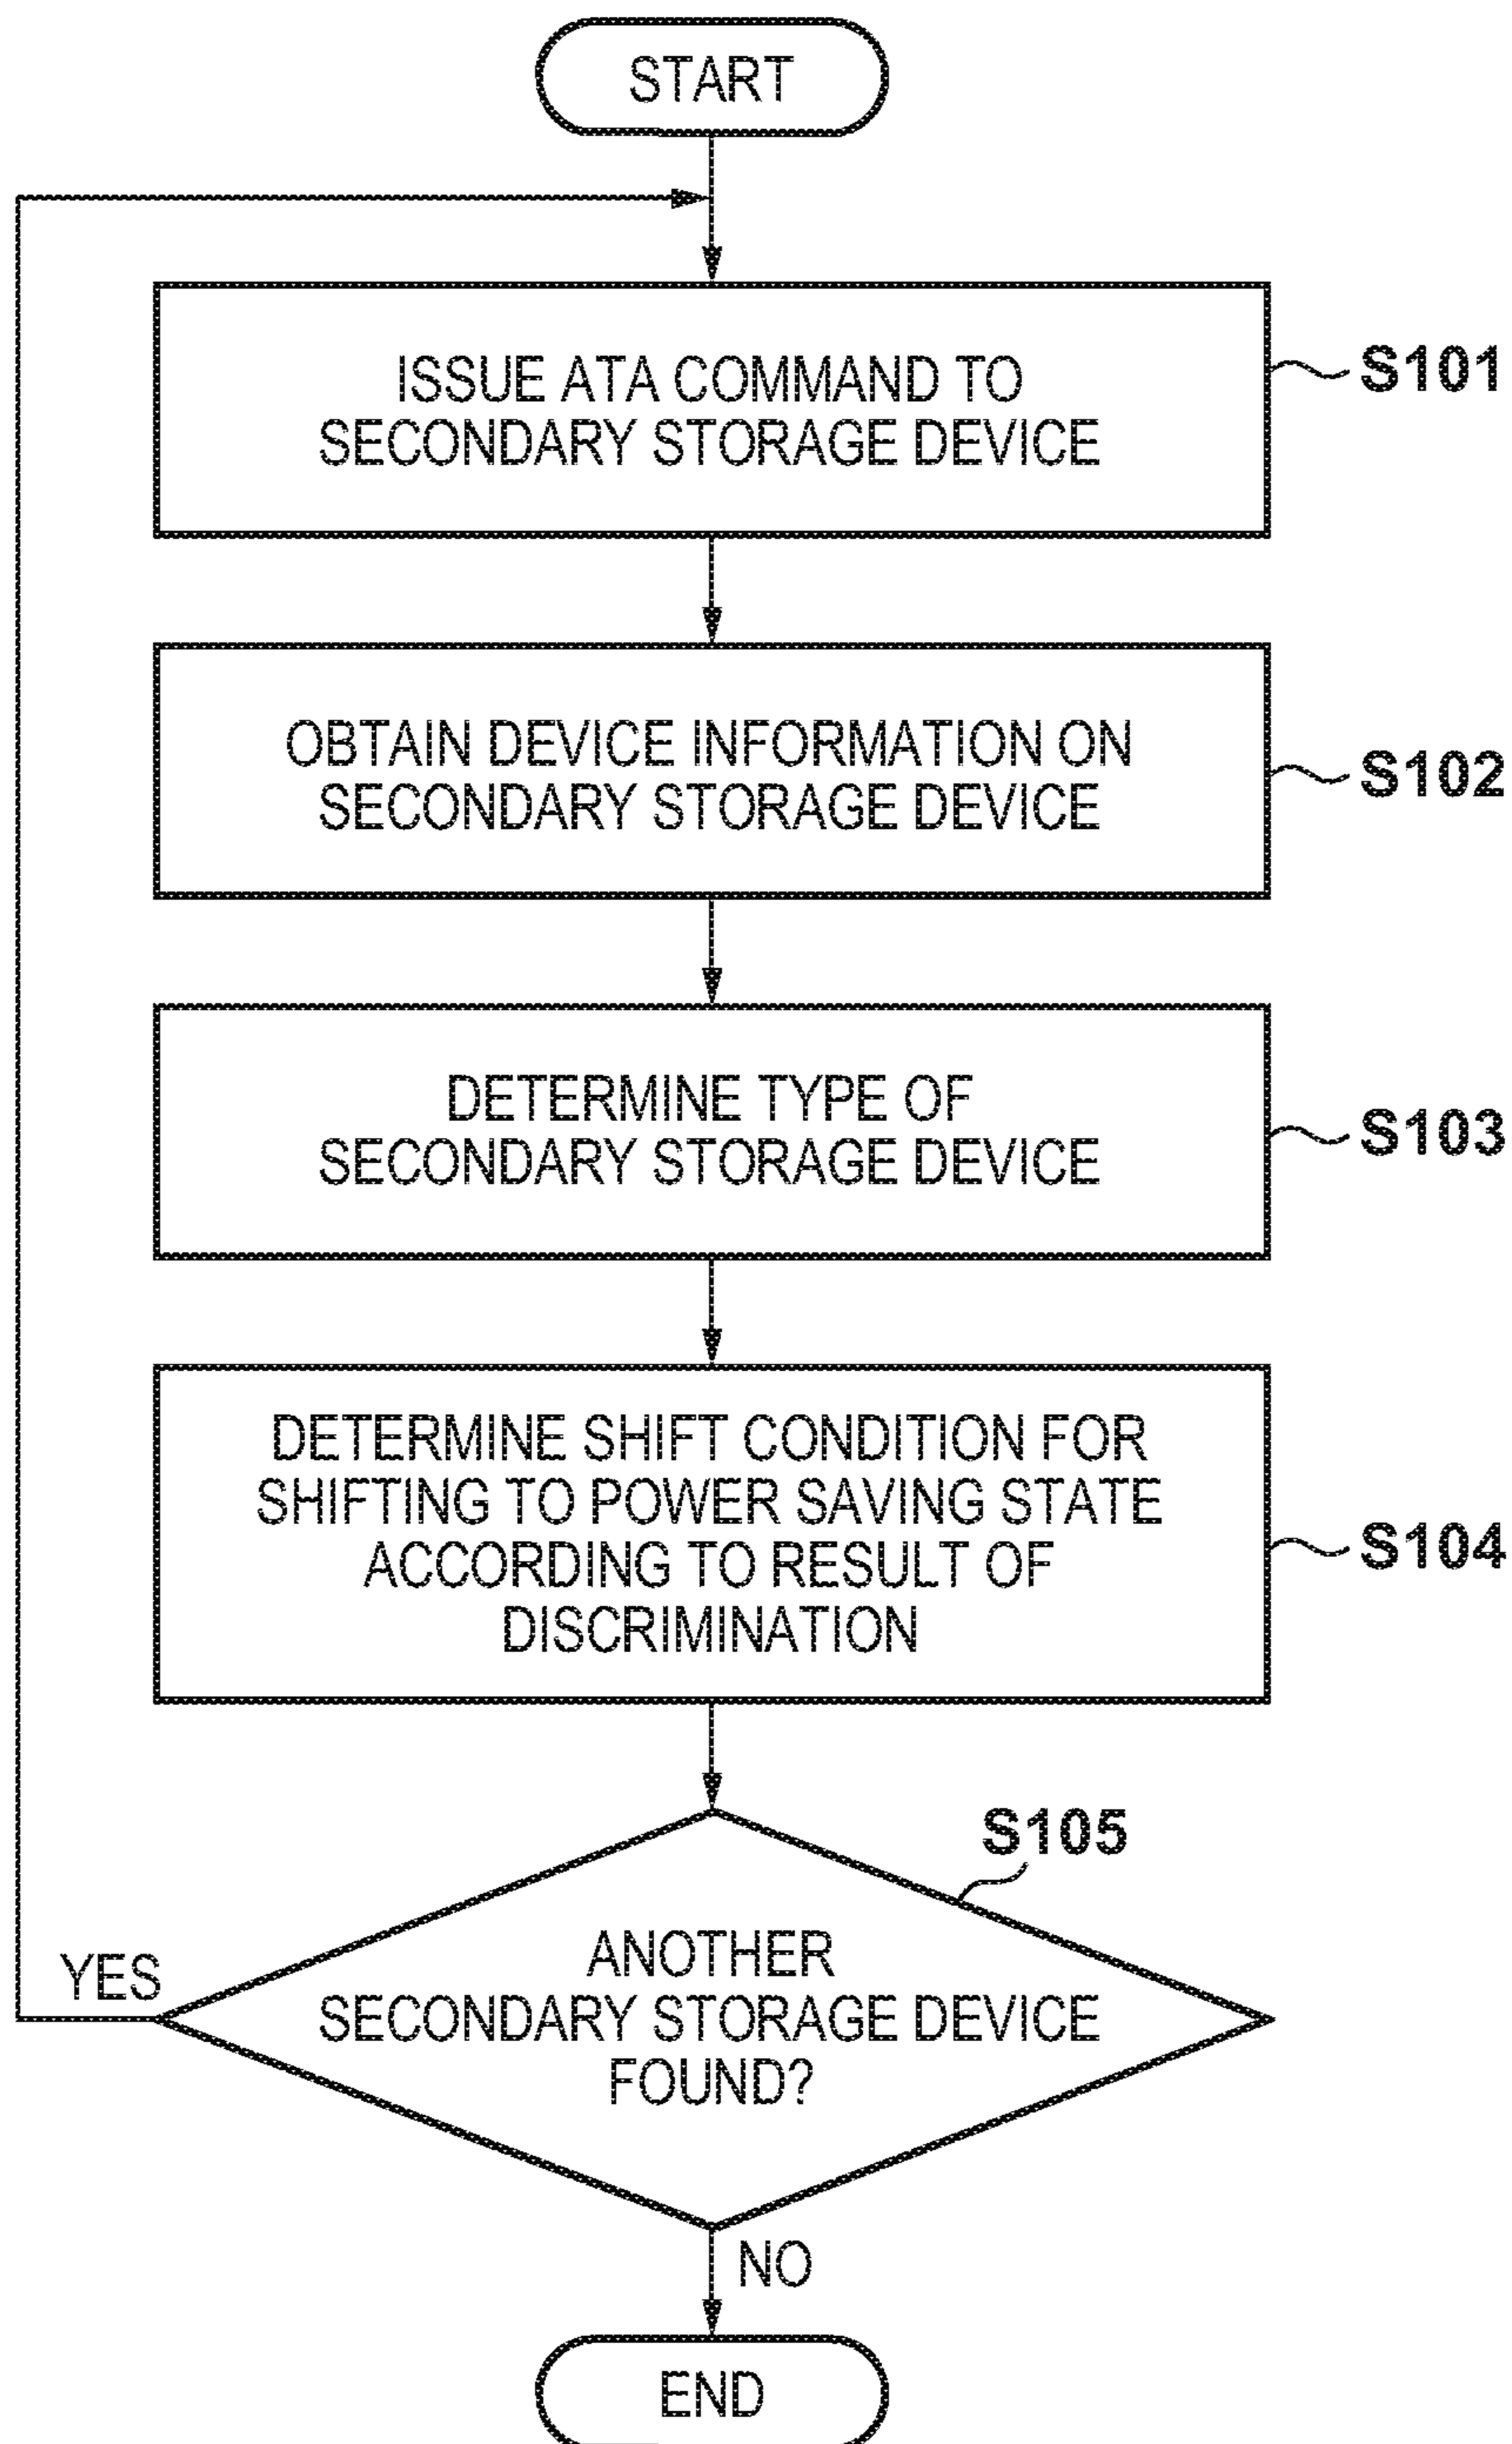 START
ISSUE ATA COMMAND TO
SECONDARY STORAGE DEVICE
S101
OBTAIN DEVICE INFORMATION ON
SECONDARY STORAGE DEVICE
S102
DETERMINE TYPE OF
SECONDARY STORAGE DEVICE
S103
DETERMINE SHIFT CONDITION FOR
SHIFTING TO POWER SAVING STATE
ACCORDING TO RESULT OF
DISCRIMINATION
S104
S105
ANOTHER
SECONDARY STORAGE DEVICE
FOUND?
YES
NO
END